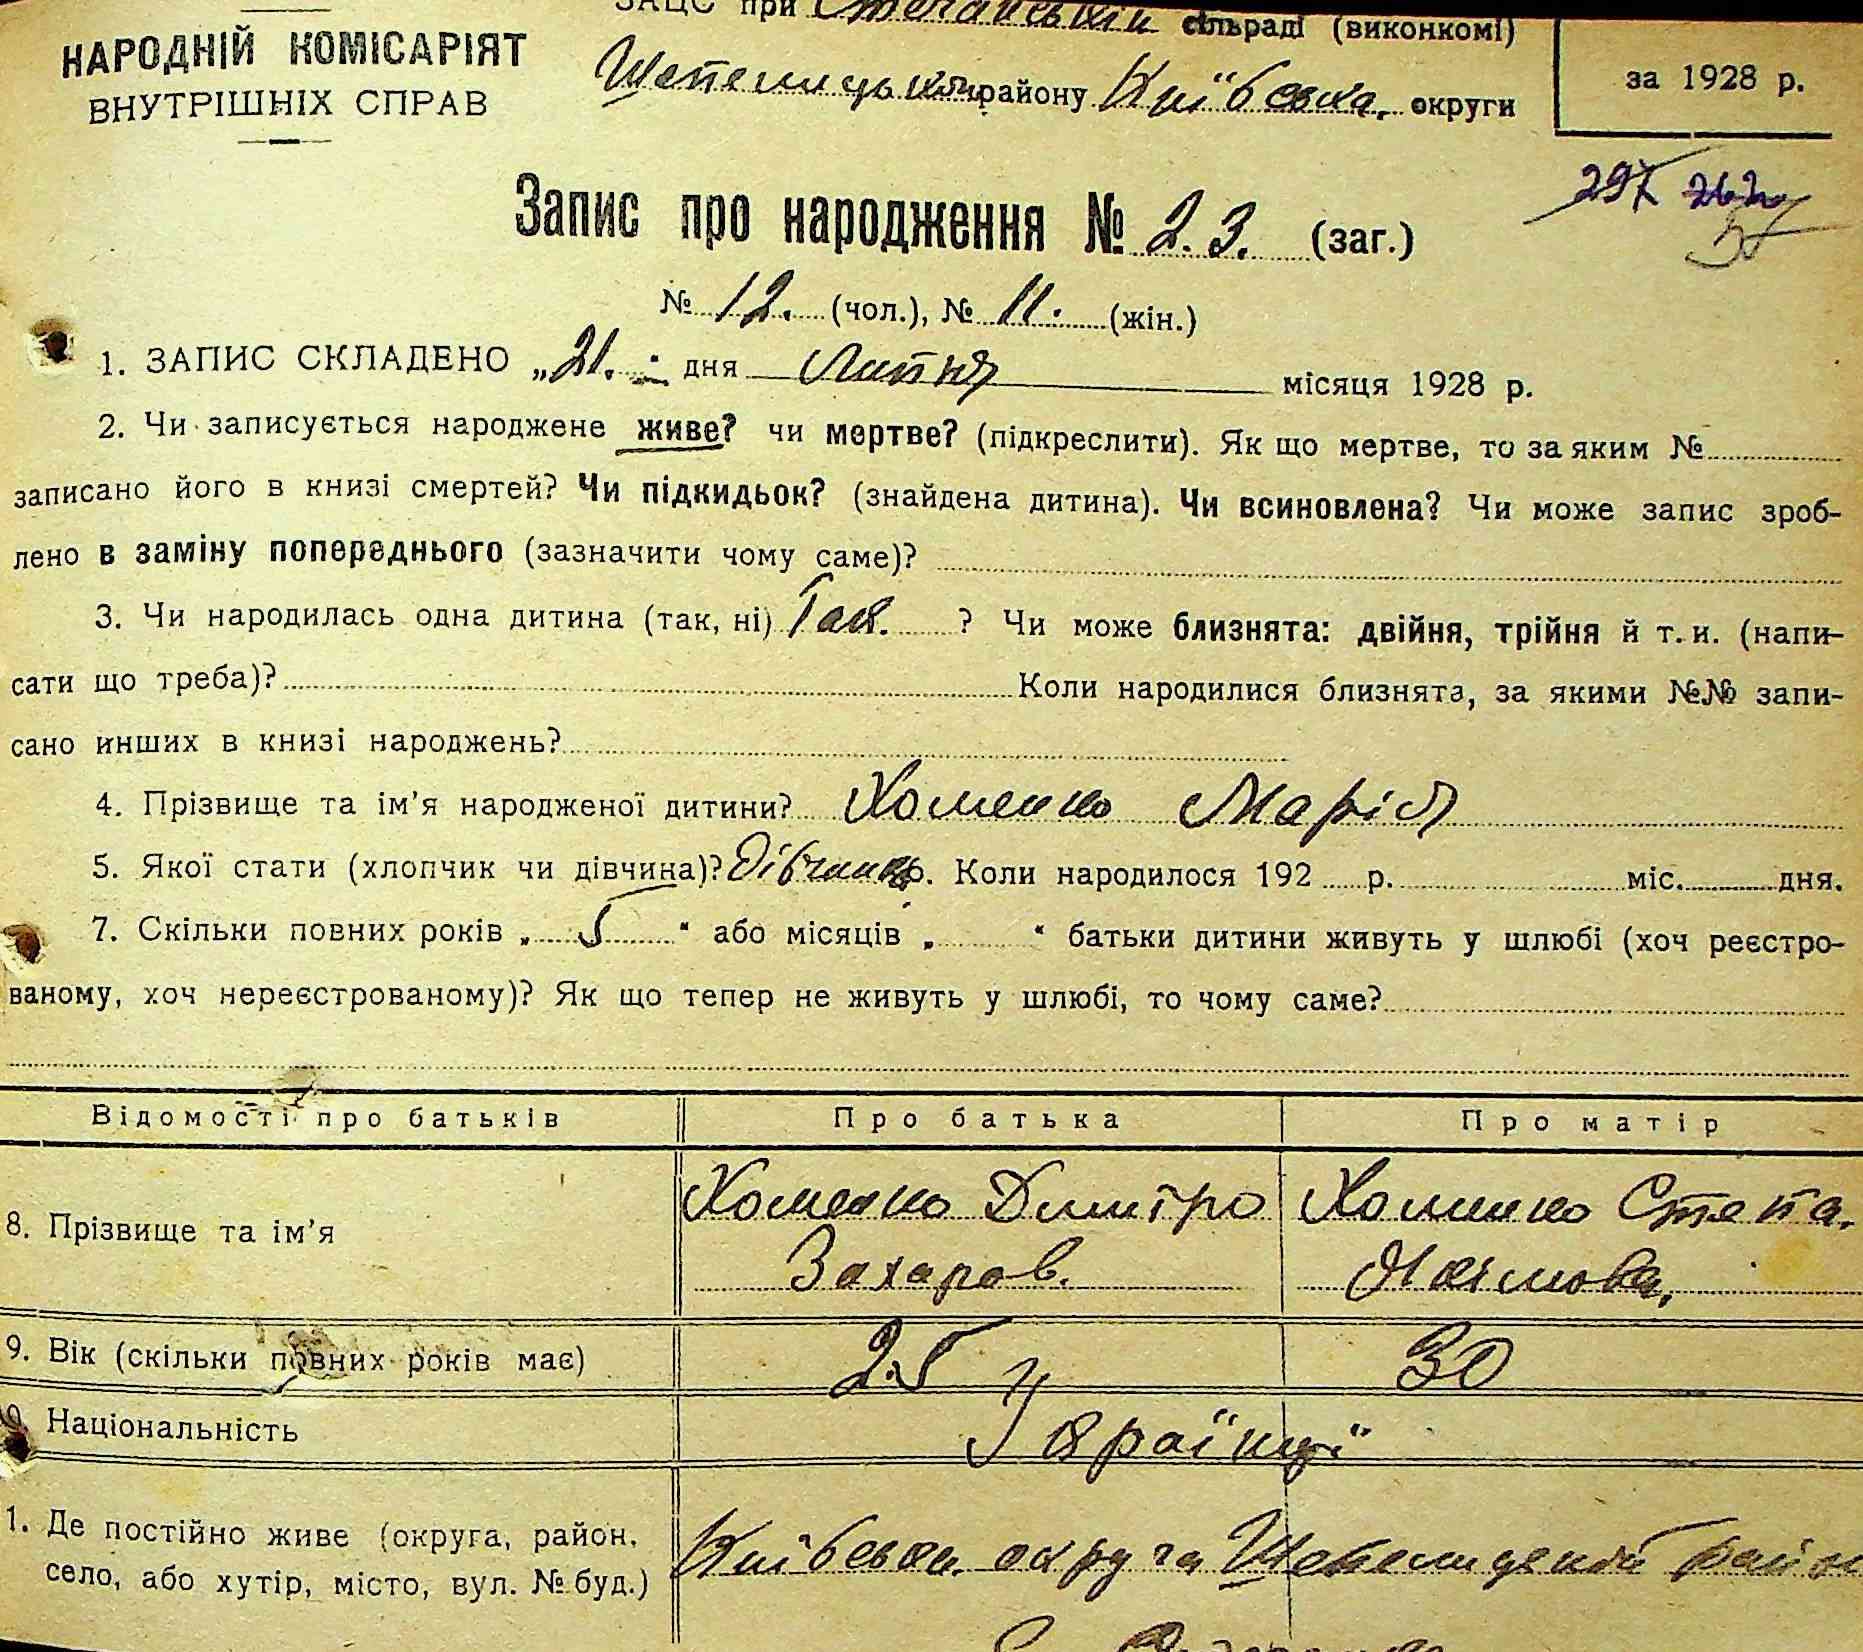 ЗАЦС при сільраді (виконкомі)
НАРОДНІЙ КОМІСАРІЯТ
ВНУТРІШНІХ СПРАВ
району Київська округи
за 1928 р.
297 262
57
Запис про народження № 23. (заг.)
№ 12. (чол.), № 11. (жін.)
1. ЗАПИС СКЛАДЕНО „21.“ дня Липня місяця 1928 р.
2. Чи записується народжене живе? чи мертве? (підкреслити). Як що мертве, то за яким №
записано його в книзі смертей? Чи підкидьок? (знайдена дитина). Чи всиновлена? Чи може запис зроб-
лено в заміну попереднього (зазначити чому саме)?
3. Чи народилась одна дитина (так, ні) Так. ? Чи може близнята: двійня, трійня й т. и. (напи-
сати що треба)? Коли народилися близнята, за якими №№ запи-
сано инших в книзі народжень?
4. Прізвище та ім’я народженої дитини? Хоменко Марія
5. Якої стати (хлопчик чи дівчина)? Коли народилося 192 р. міс. дня.
7. Скільки повних років „ 5 “ або місяців „ “ батьки дитини живуть у шлюбі (хоч реєстро-
ваному, хоч нереєстрованому)? Як що тепер не живуть у шлюбі, то чому саме?
Відомості про батьків Про батька Про матір
8. Прізвище та ім’я Хоменко Димітро Хоменко Степа.
Захаров.
9. Вік (скільки повних років має) 25 30
Національність Українці
1. Де постійно живе (округа, район,
село, або хутір, місто, вул. № буд.) Київська округа район